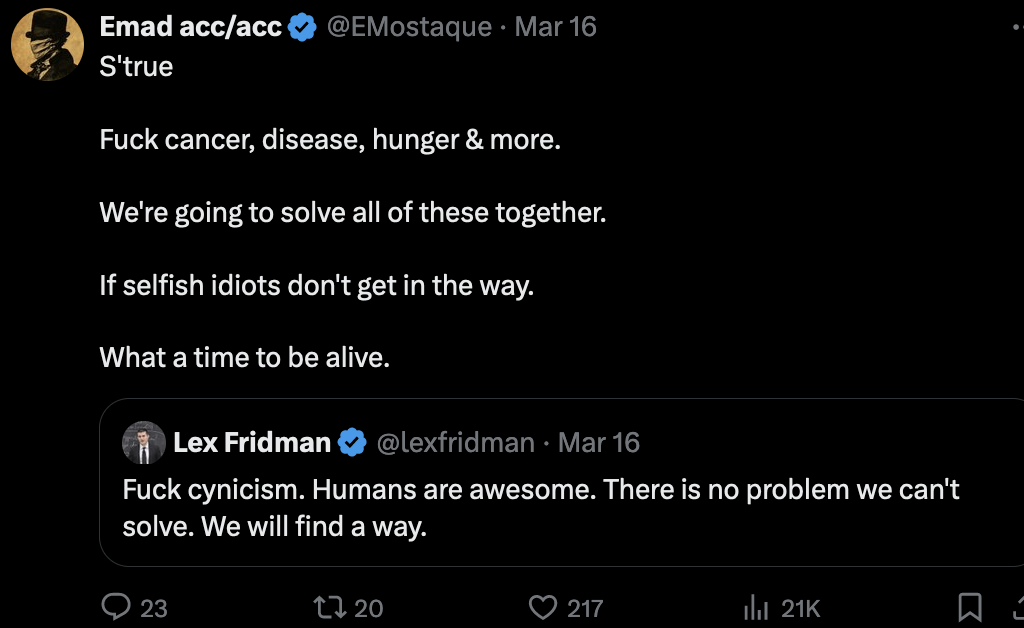 Emad acc/acc @EMostaque · Mar 16
S'true
Fuck cancer, disease, hunger & more.
We're going to solve all of these together.
If selfish idiots don't get in the way.
What a time to be alive.
Lex Fridman @lexfridman · Mar 16
Fuck cynicism. Humans are awesome. There is no problem we can't
solve. We will find a way.
23 20 217 21K